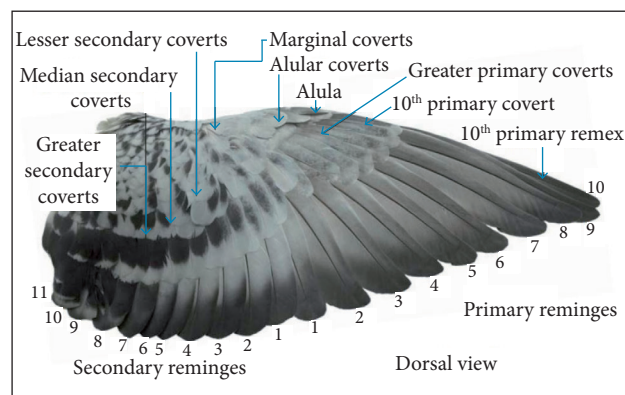 Lesser secondary coverts
Marginal coverts
Median secondary
coverts
Alular coverts
Greater primary coverts
Alula
10th primary covert
Greater
secondary
coverts
10th primary remex
10
9
8
7
6
5
4
3
2
1
1
2
3
4
5
6
7
8
9
10
11
Primary reminges
Secondary reminges
Dorsal view